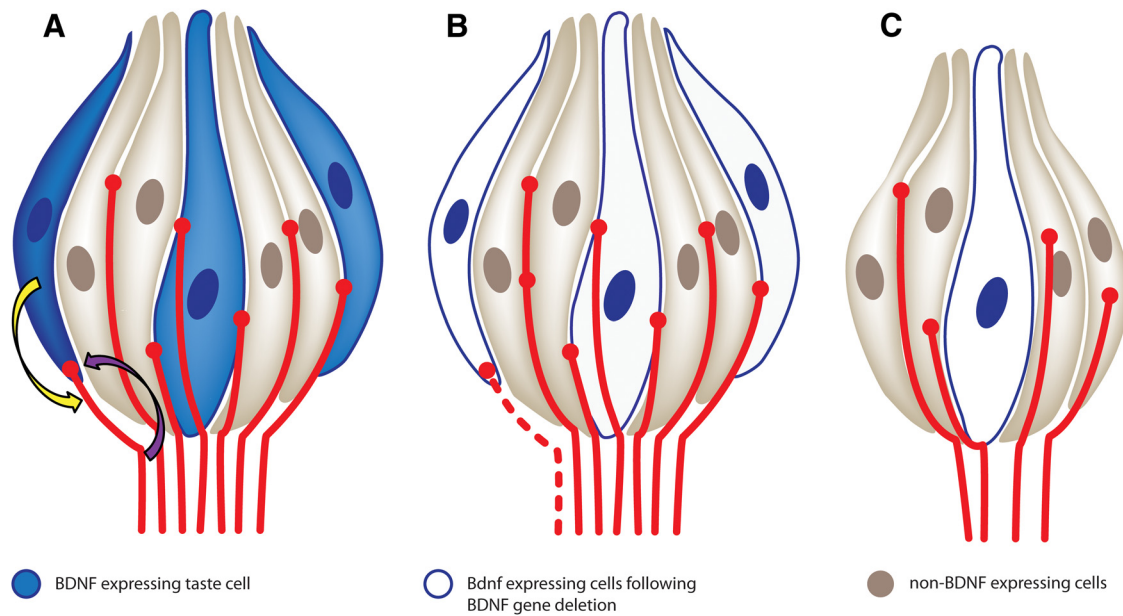 A
B
C
BDNF expressing taste cell
Bdnf expressing cells following
BDNF gene deletion
non-BDNF expressing cells